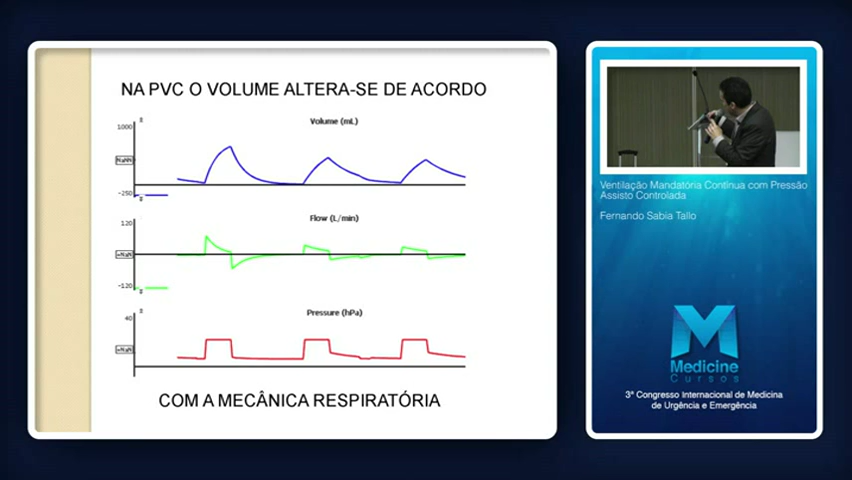 NA PVC O VOLUME ALTERA-SE DE ACORDO
Volume (mL)
1000
NaNN
-250
Flow (L/min)
120
-120
Pressure (hPa)
40
COM A MECÂNICA RESPIRATÓRIA
Ventilação Mandatória Contínua com Pressão
Assisto Controlada
Fernando Sabia Tallo
M
Medicine
Cursos
3º Congresso Internacional de Medicina
de Urgência e Emergência